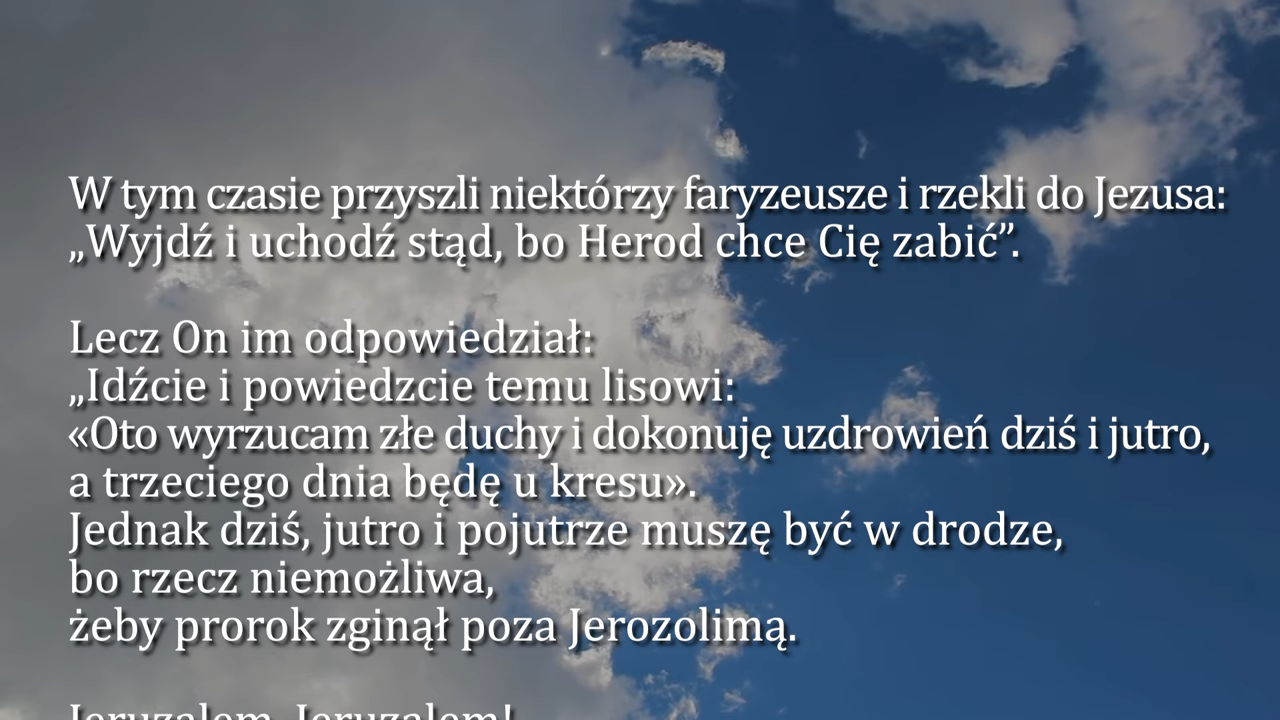 W tym czasie przyszli niektórzy faryzeusze i rzekli do Jezusa:
„Wyjdź i uchodź stąd, bo Herod chce Cię zabić”.
Lecz On im odpowiedział:
„Idźcie i powiedzcie temu lisowi:
«Oto wyrzucam złe duchy i dokonuję uzdrowień dziś i jutro,
a trzeciego dnia będę u kresu».
Jednak dziś, jutro i pojutrze muszę być w drodze,
bo rzecz niemożliwa,
żeby prorok zginął poza Jerozolimą.
Jeruzalem, Jeruzalem!